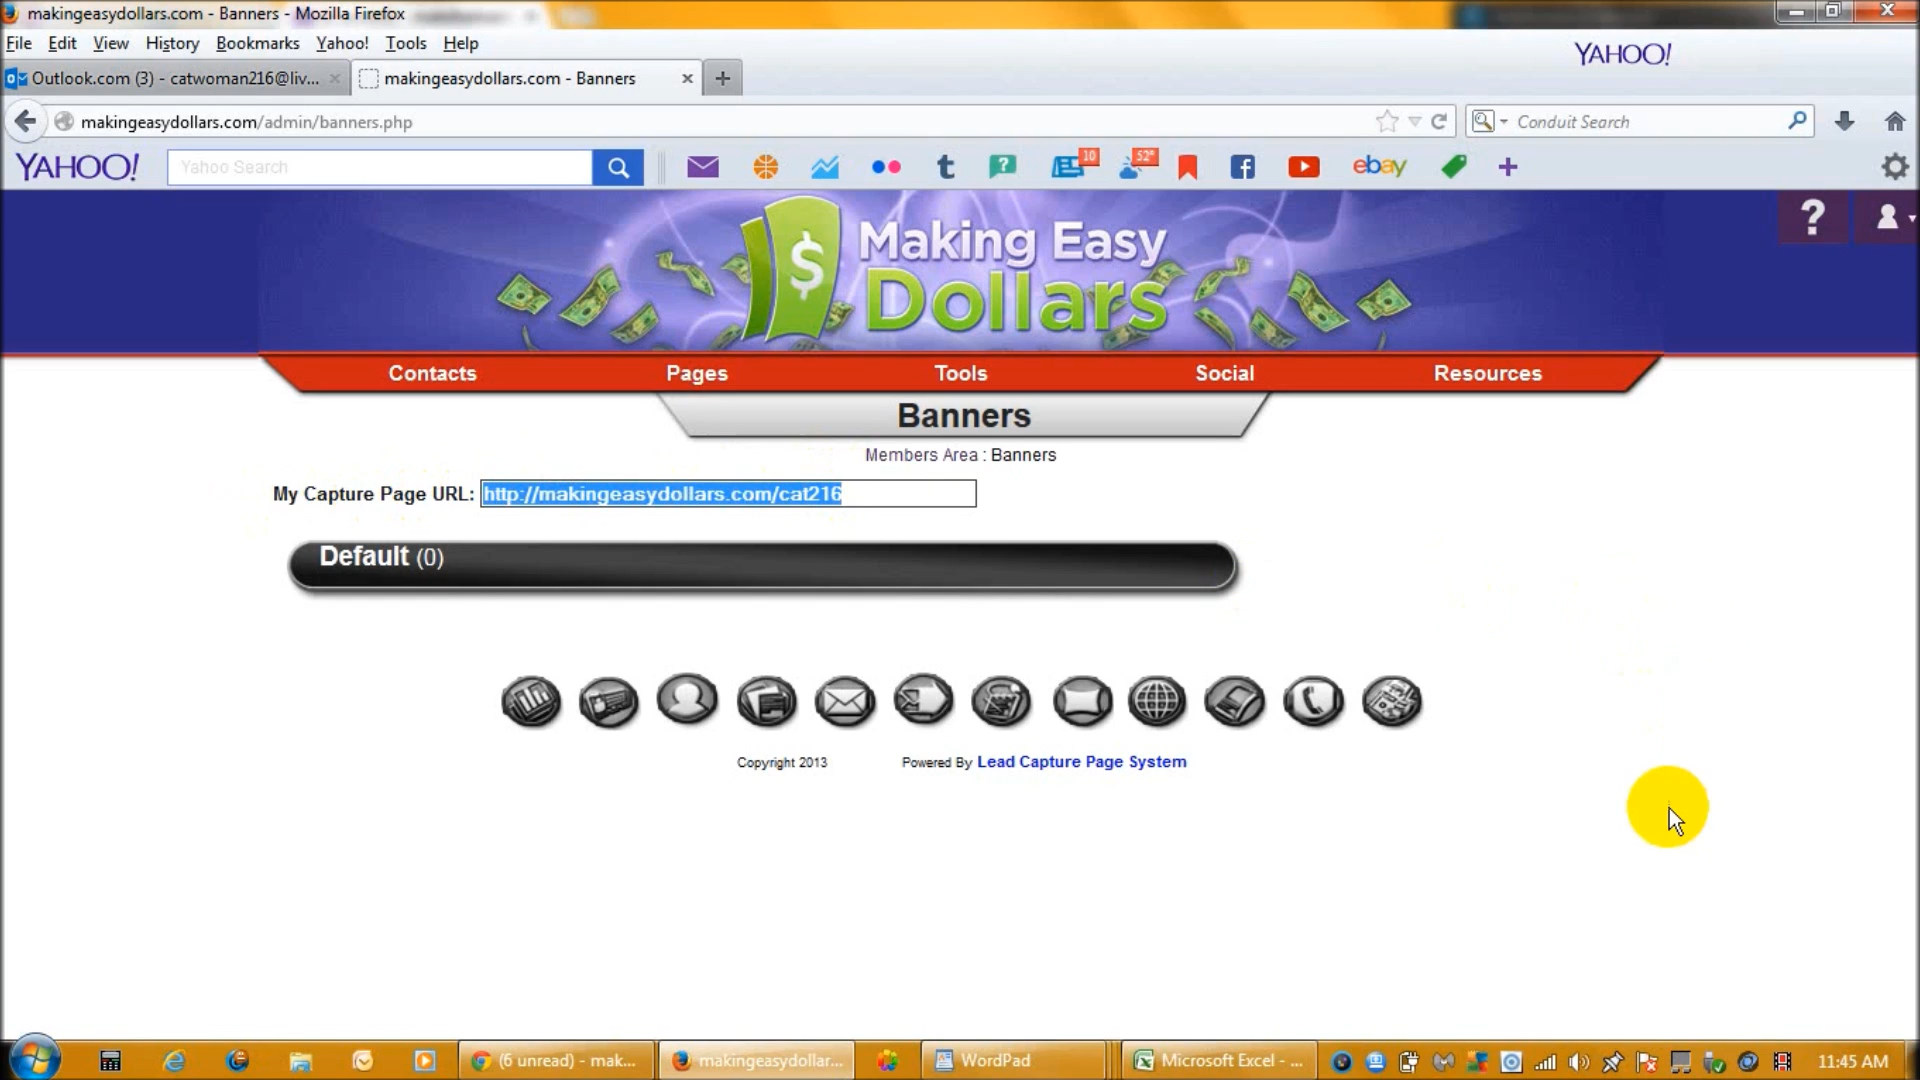 makingeasydollars.com - Banners - Mozilla Firefox
File Edit View History Bookmarks Yahoo! Tools Help
YAHOO!
Outlook.com (3) - catwoman216@liv...
makingeasydollars.com - Banners
makingeasydollars.com/admin/banners.php
Conduit Search
YAHOO!
Yahoo Search
t
10
52°
ebay
Making Easy
Dollars
?
Contacts Pages Tools Social Resources
Banners
Members Area : Banners
My Capture Page URL: http://makingeasydollars.com/cat216
Default (0)
Copyright 2013 Powered By Lead Capture Page System
(6 unread) - mak...
makingeasydollar...
WordPad
Microsoft Excel - ...
11:45 AM